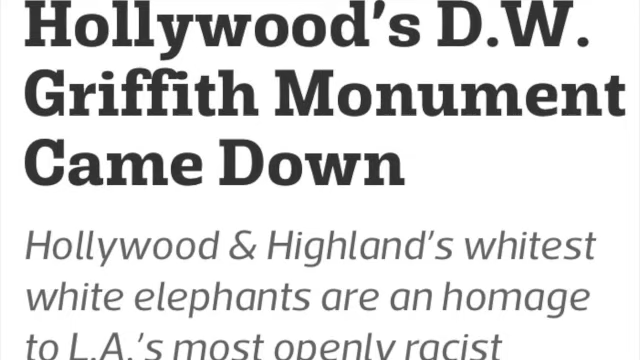 Hollywood’s D.W.
Griffith Monument
Came Down
Hollywood & Highland’s whitest
white elephants are an homage
to L.A.’s most openly racist